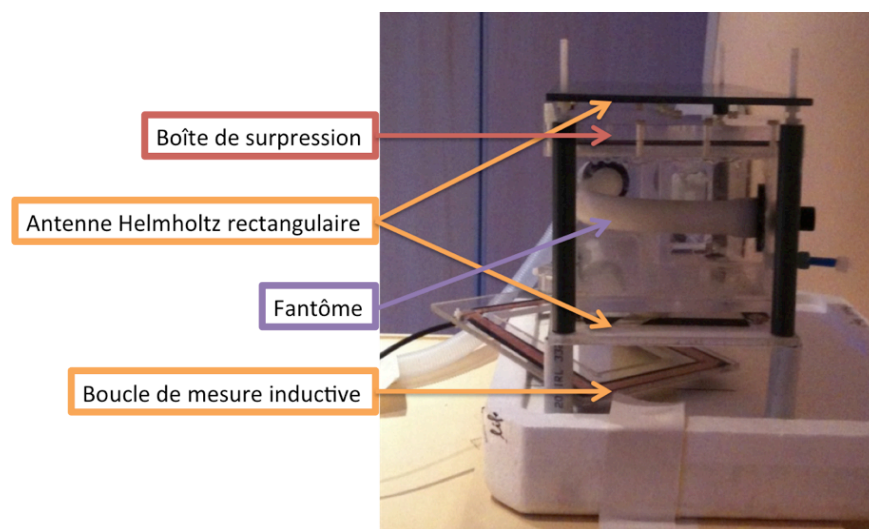 Boîte de surpression
Antenne Helmholtz rectangulaire
Fantôme
Boucle de mesure inductive